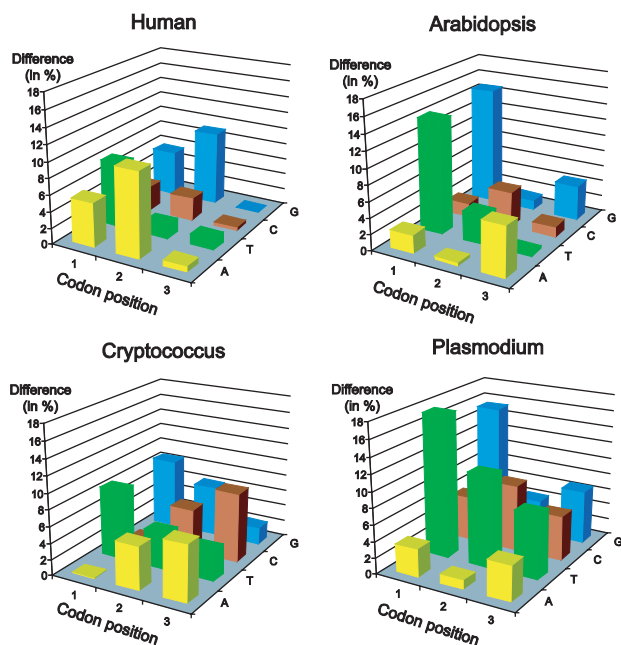 Human
Difference
(in %)
18
16
14
12
10
8
6
4
2
0
1
2
3
A
T
C
G
Codon position
Arabidopsis
Difference
(in %)
18
16
14
12
10
8
6
4
2
0
1
2
3
A
T
C
G
Codon position
Cryptococcus
Difference
(in %)
18
16
14
12
10
8
6
4
2
0
1
2
3
A
T
C
G
Codon position
Plasmodium
Difference
(in %)
18
16
14
12
10
8
6
4
2
0
1
2
3
A
T
C
G
Codon position